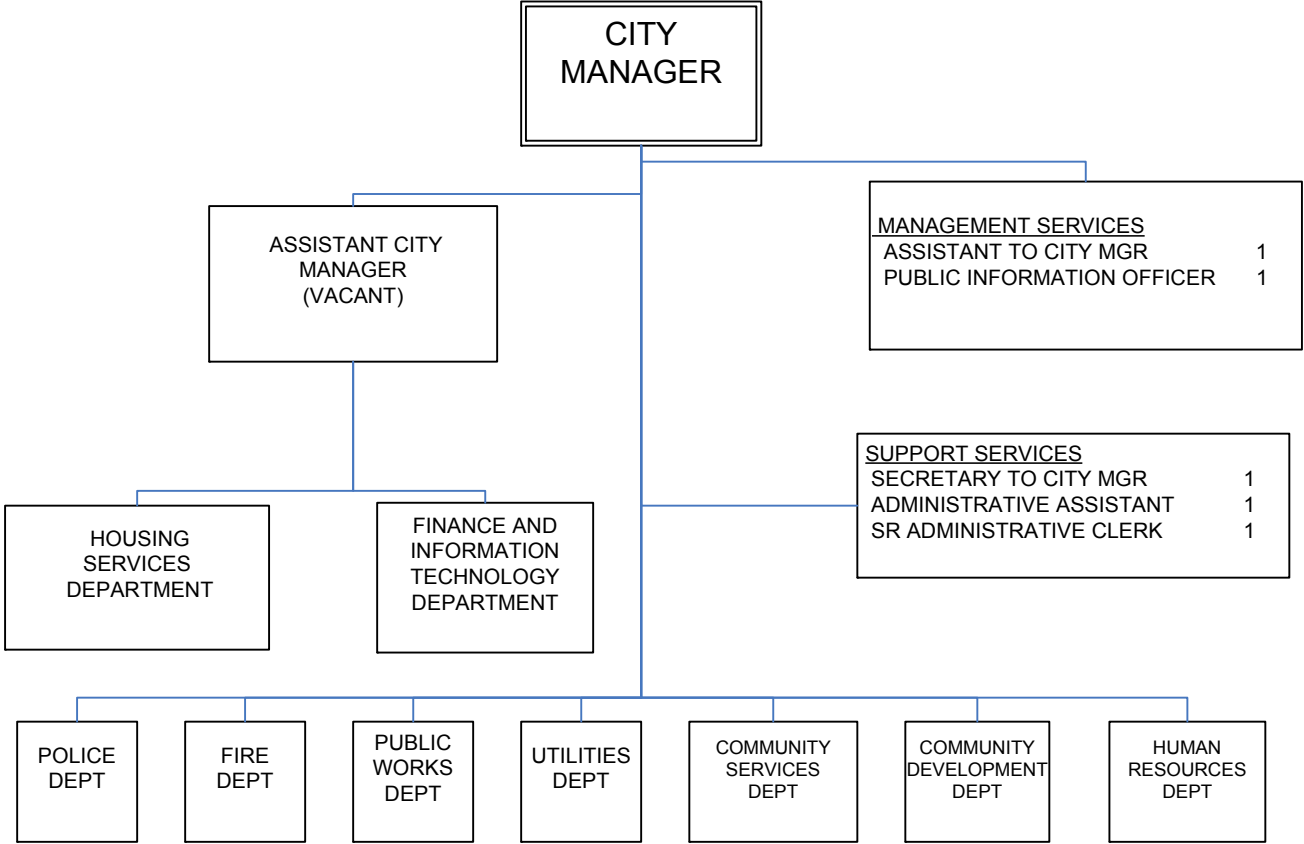 CITY
MANAGER
ASSISTANT CITY
MANAGER
(VACANT)
MANAGEMENT SERVICES
ASSISTANT TO CITY MGR 1
PUBLIC INFORMATION OFFICER 1
SUPPORT SERVICES
SECRETARY TO CITY MGR 1
ADMINISTRATIVE ASSISTANT 1
SR ADMINISTRATIVE CLERK 1
HOUSING
SERVICES
DEPARTMENT
FINANCE AND
INFORMATION
TECHNOLOGY
DEPARTMENT
POLICE
DEPT
FIRE
DEPT
PUBLIC
WORKS
DEPT
UTILITIES
DEPT
COMMUNITY
SERVICES
DEPT
COMMUNITY
DEVELOPMENT
DEPT
HUMAN
RESOURCES
DEPT